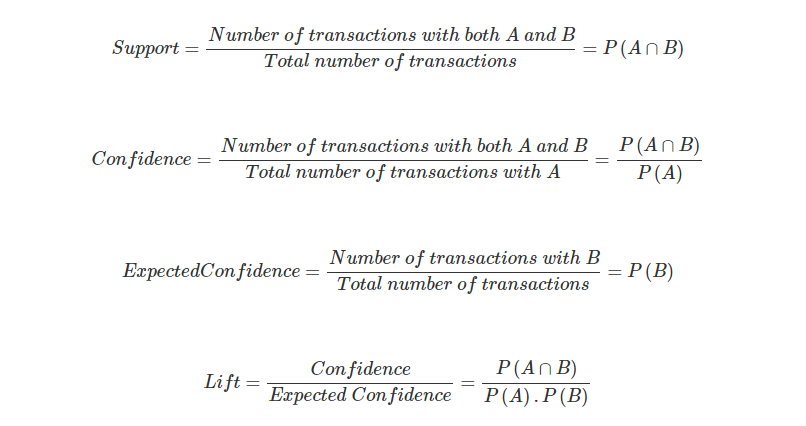 Support = Number of transactions with both A and B / Total number of transactions = P (A ∩ B)
Confidence = Number of transactions with both A and B / Total number of transactions with A = P (A ∩ B) / P (A)
ExpectedConfidence = Number of transactions with B / Total number of transactions = P (B)
Lift = Confidence / Expected Confidence = P (A ∩ B) / P (A) . P (B)